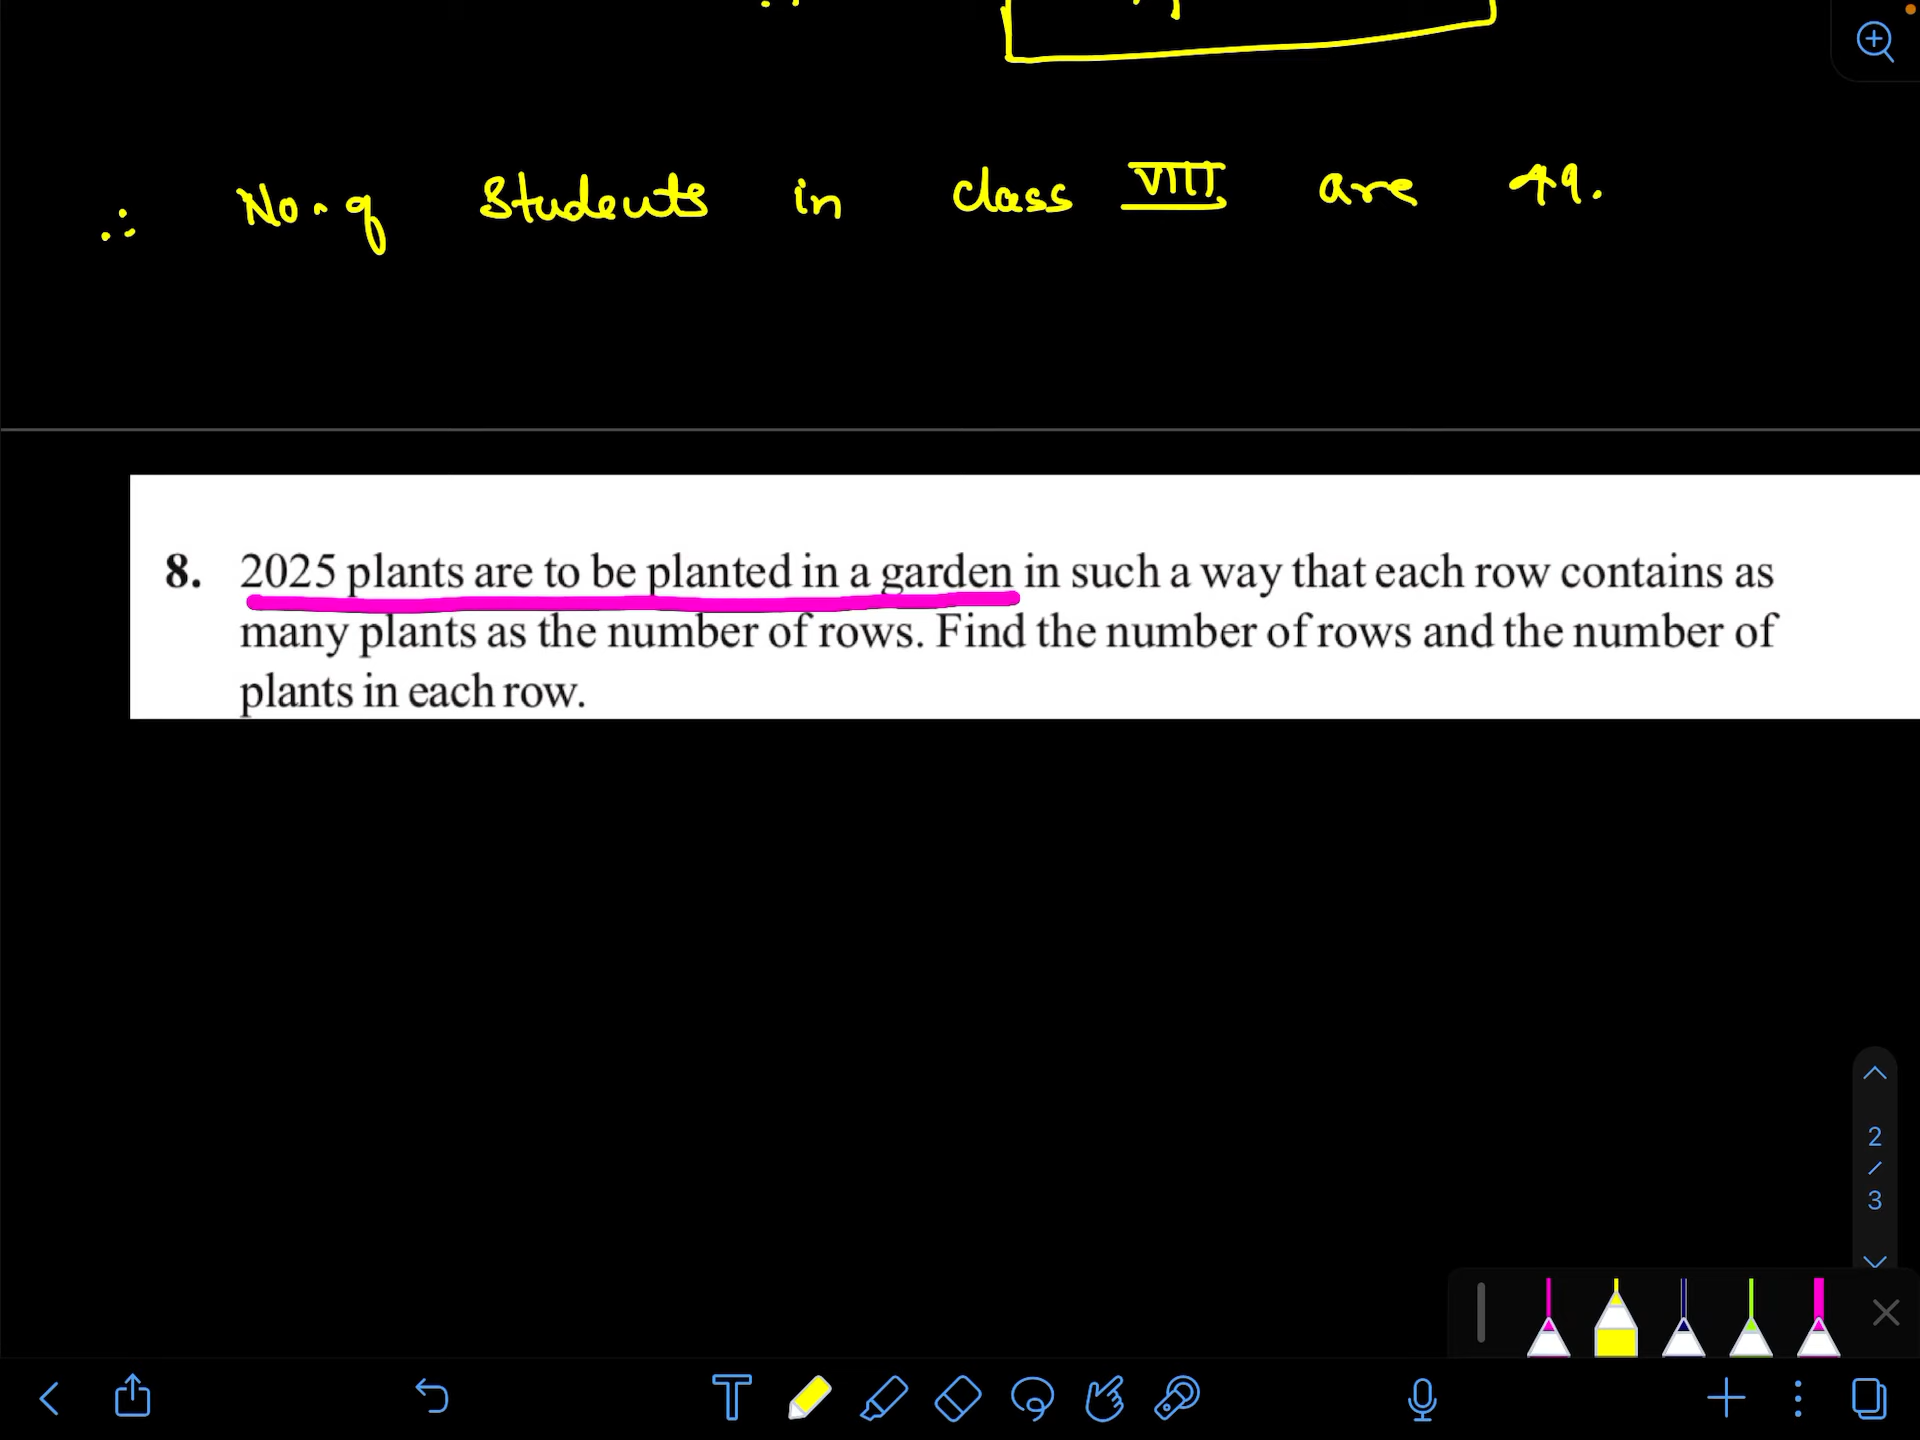 ∴ No. of Students in class VIII are 49.
8. 2025 plants are to be planted in a garden in such a way that each row contains as
many plants as the number of rows. Find the number of rows and the number of
plants in each row.
2
/
3
T